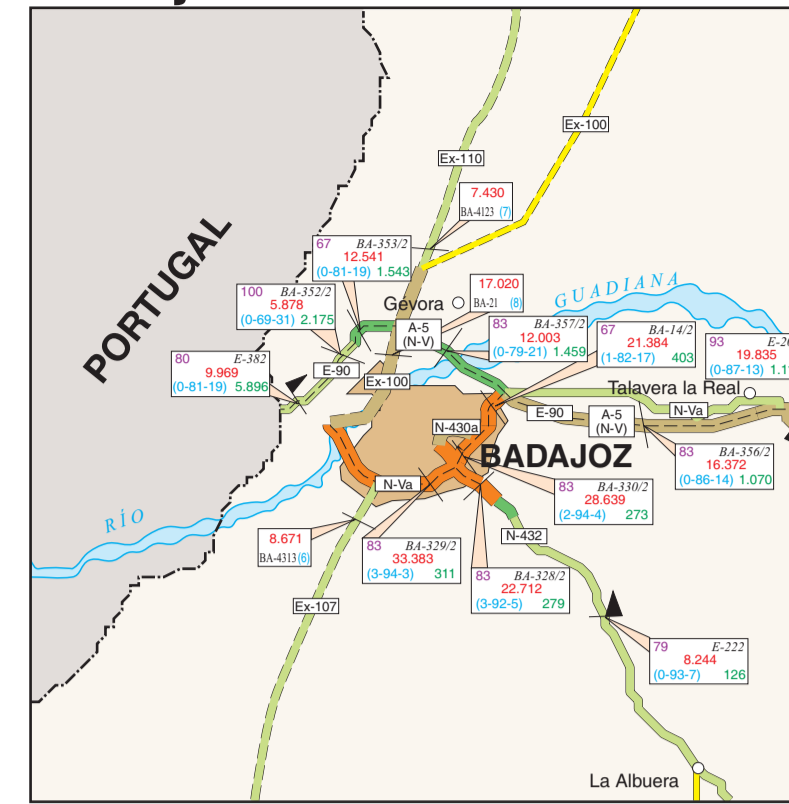 Ex-100
Ex-110
7.430
BA-4123 (7)
PORTUGAL
67 BA-353/2
12.541
(0-81-19) 1.543
GUADIANA
17.020
BA-21 (8)
100 BA-352/2
5.878
(0-69-31) 2.175
Gévora
A-5
(N-V)
83 BA-357/2
12.003
(0-79-21) 1.459
67 BA-14/2
21.384
(1-82-17) 403
93
19.835
(0-87-13)
80 E-382
9.969
(0-81-19) 5.896
E-90
Ex-100
Talavera la Real
E-90
A-5
(N-V)
N-Va
N-430a
BADAJOZ
83 BA-356/2
16.372
(0-86-14) 1.070
N-Va
83 BA-330/2
28.639
(2-94-4) 273
RÍO
N-432
8.671
BA-4313(6)
83 BA-329/2
33.383
(3-94-3) 311
83 BA-328/2
22.712
(3-92-5) 279
Ex-107
79 E-222
8.244
(0-93-7) 126
La Albuera